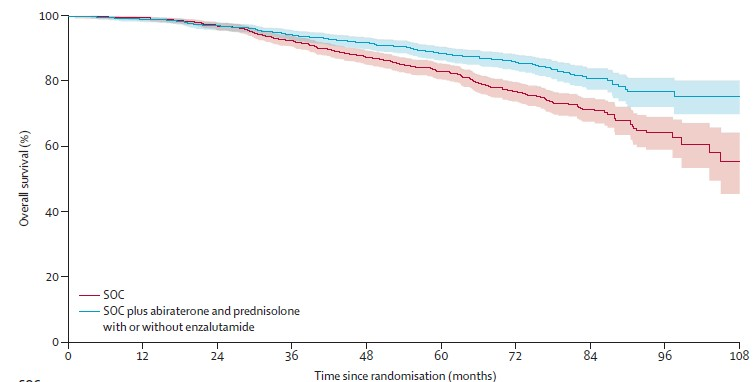 100
80
60
40
20
0
Overall survival (%)
SOC
SOC plus abiraterone and prednisolone
with or without enzalutamide
0 12 24 36 48 60 72 84 96 108
Time since randomisation (months)